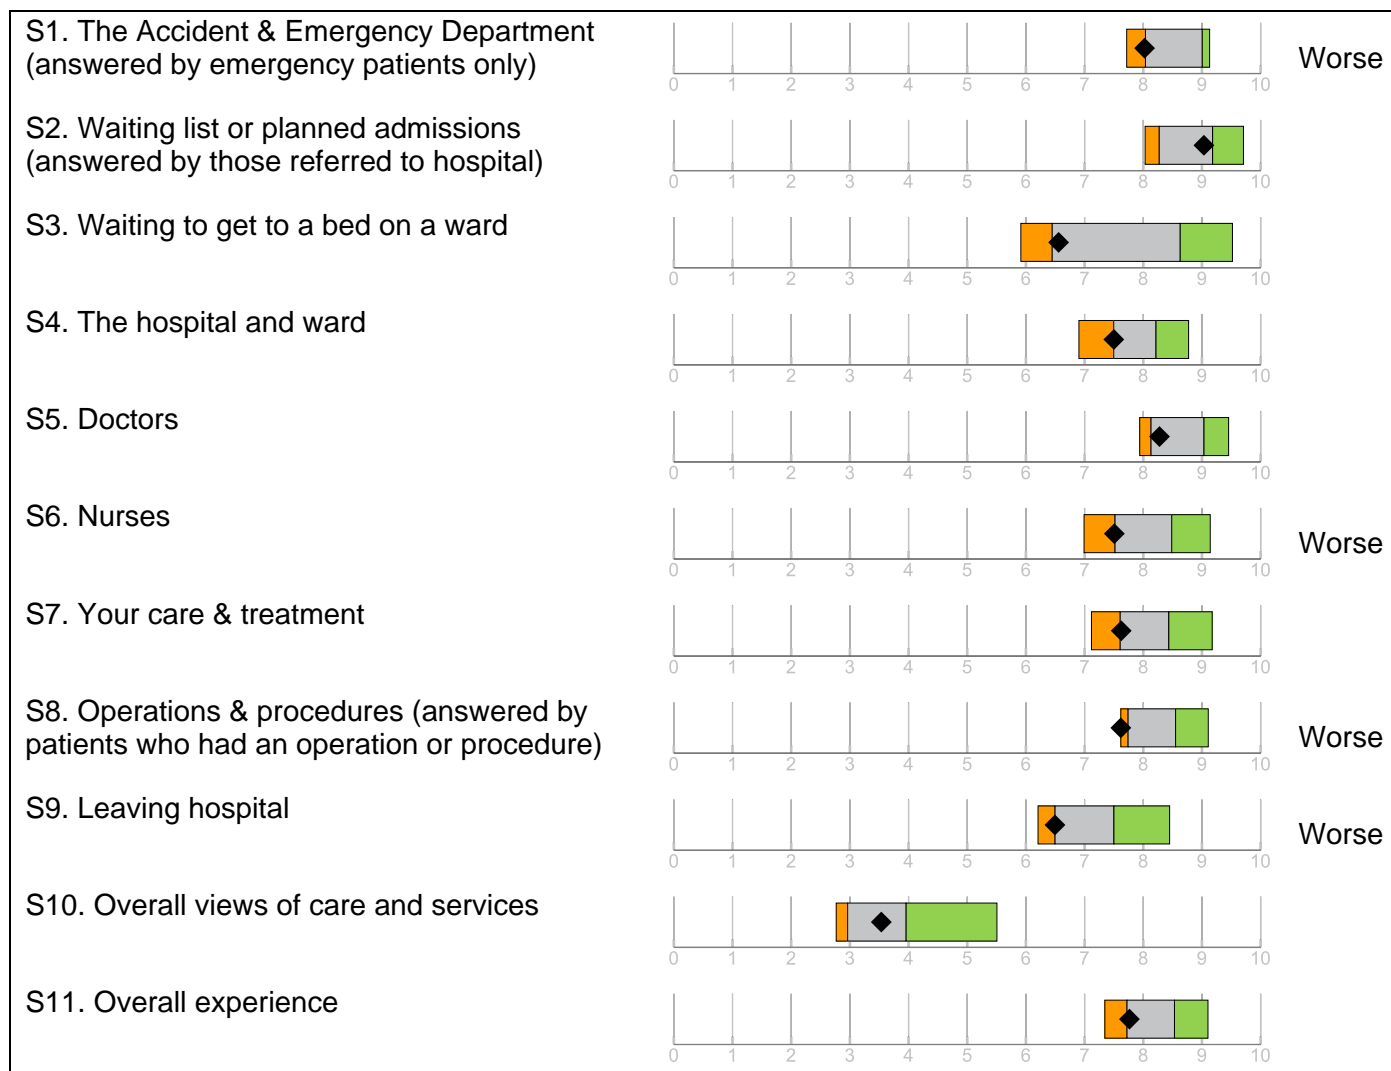 S1. The Accident & Emergency Department
(answered by emergency patients only)
0 1 2 3 4 5 6 7 8 9 10
Worse
S2. Waiting list or planned admissions
(answered by those referred to hospital)
0 1 2 3 4 5 6 7 8 9 10
S3. Waiting to get to a bed on a ward
0 1 2 3 4 5 6 7 8 9 10
S4. The hospital and ward
0 1 2 3 4 5 6 7 8 9 10
S5. Doctors
0 1 2 3 4 5 6 7 8 9 10
S6. Nurses
0 1 2 3 4 5 6 7 8 9 10
Worse
S7. Your care & treatment
0 1 2 3 4 5 6 7 8 9 10
S8. Operations & procedures (answered by
patients who had an operation or procedure)
0 1 2 3 4 5 6 7 8 9 10
Worse
S9. Leaving hospital
0 1 2 3 4 5 6 7 8 9 10
Worse
S10. Overall views of care and services
0 1 2 3 4 5 6 7 8 9 10
S11. Overall experience
0 1 2 3 4 5 6 7 8 9 10